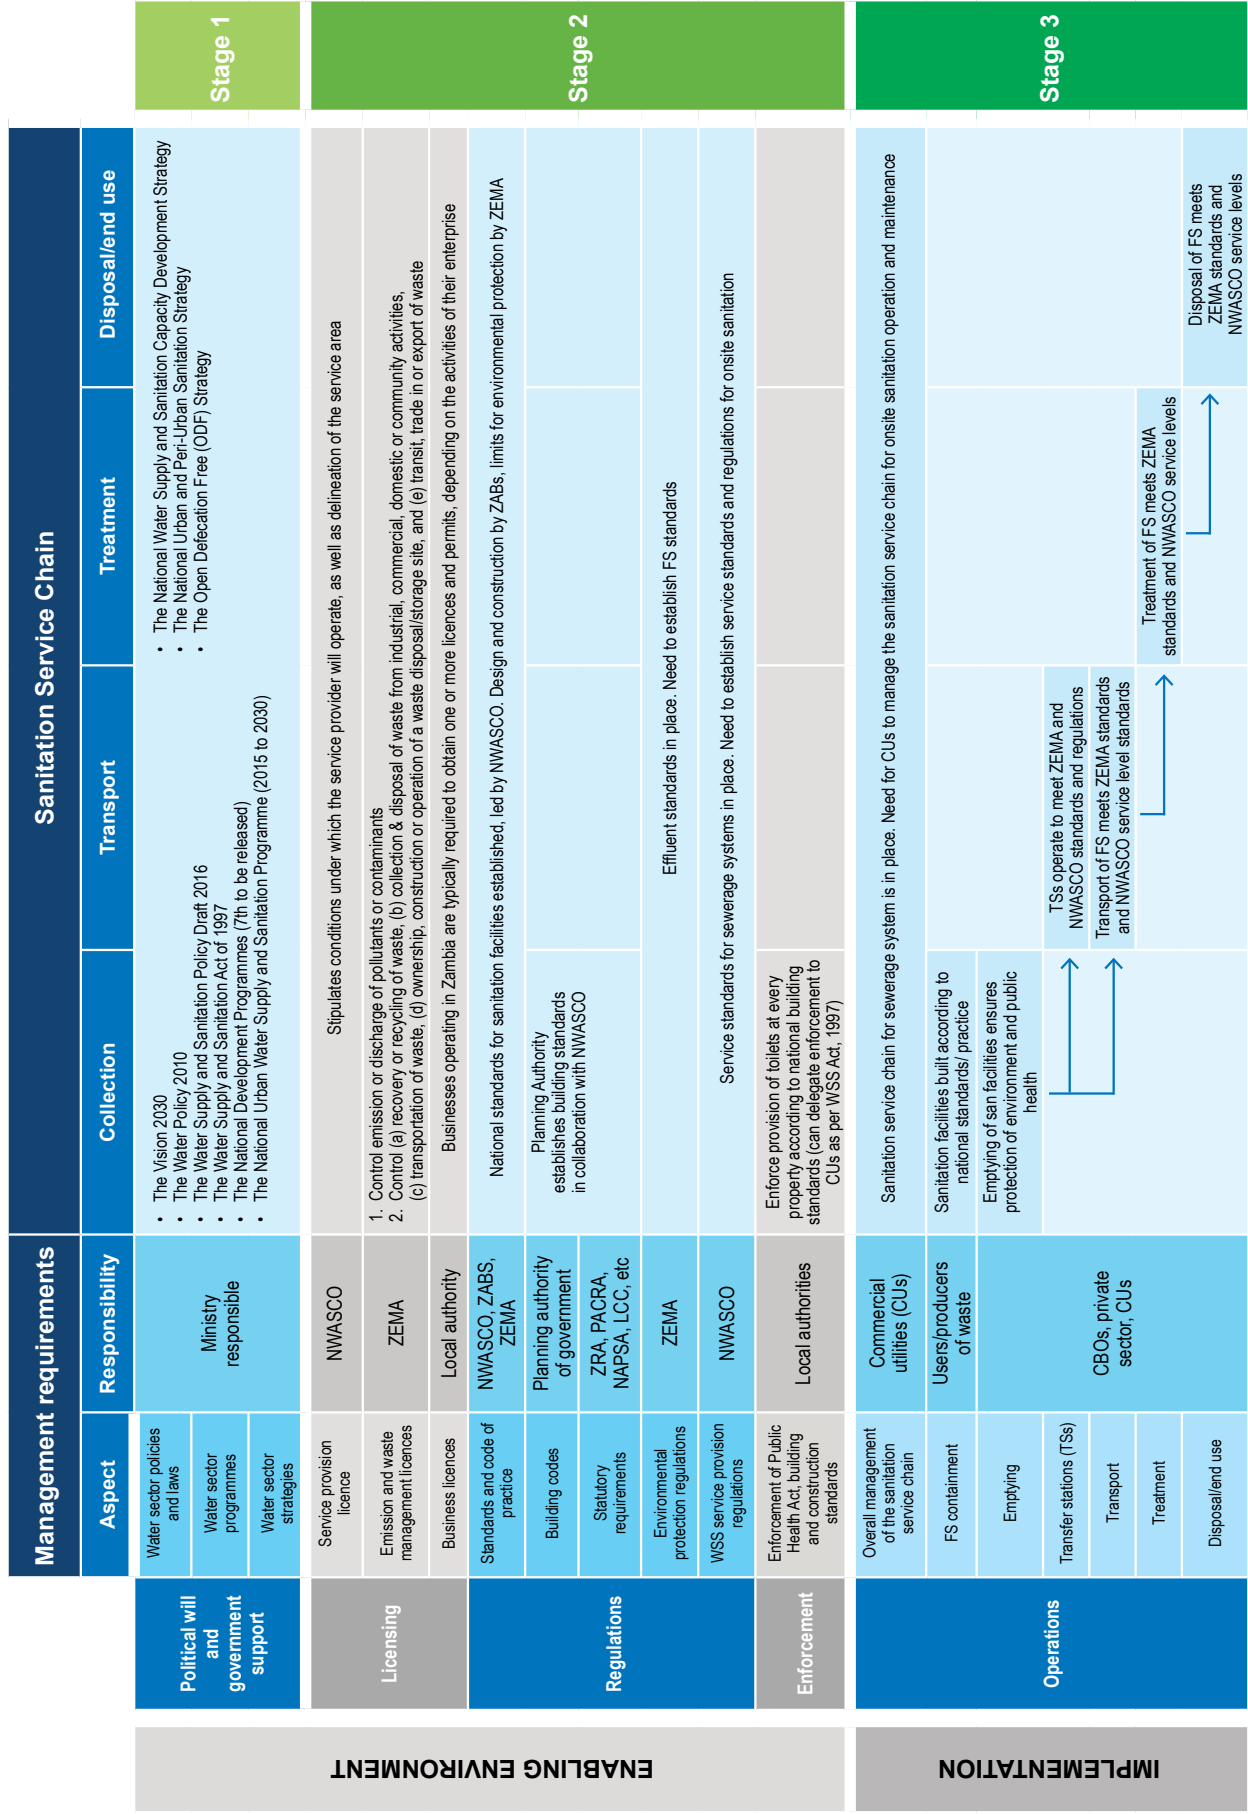 Management requirements
Sanitation Service Chain
Aspect
Responsibility
Collection
Transport
Treatment
Disposal/end use
ENABLING ENVIRONMENT
Political will
and
government
support
Water sector policies
and laws
Water sector
programmes
Water sector
strategies
Ministry
responsible
• The Vision 2030
• The Water Policy 2010
• The Water Supply and Sanitation Policy Draft 2016
• The Water Supply and Sanitation Act of 1997
• The National Development Programmes (7th to be released)
• The National Urban Water Supply and Sanitation Programme (2015 to 2030)
• The National Water Supply and Sanitation Capacity Development Strategy
• The National Urban and Peri-Urban Sanitation Strategy
• The Open Defecation Free (ODF) Strategy
Stage 1
Licensing
Service provision
licence
NWASCO
Stipulates conditions under which the service provider will operate, as well as delineation of the service area
Emission and waste
management licences
ZEMA
1. Control emission or discharge of pollutants or contaminants
2. Control (a) recovery or recycling of waste, (b) collection & disposal of waste from industrial, commercial, domestic or community activities,
(c) transportation of waste, (d) ownership, construction or operation of a waste disposal/storage site, and (e) transit, trade in or export of waste
Business licences
Local authority
Businesses operating in Zambia are typically required to obtain one or more licences and permits, depending on the activities of their enterprise
Stage 2
Regulations
Standards and code of
practice
NWASCO, ZABS,
ZEMA
National standards for sanitation facilities established, led by NWASCO. Design and construction by ZABs, limits for environmental protection by ZEMA
Building codes
Planning authority
of government
Planning Authority
establishes building standards
in collaboration with NWASCO
Statutory
requirements
ZRA, PACRA,
NAPSA, LCC, etc
Environmental
protection regulations
ZEMA
Effluent standards in place. Need to establish FS standards
WSS service provision
regulations
NWASCO
Service standards for sewerage systems in place. Need to establish service standards and regulations for onsite sanitation
Enforcement
Enforcement of Public
Health Act, building
and construction
standards
Local authorities
Enforce provision of toilets at every
property according to national building
standards (can delegate enforcement to
CUs as per WSS Act, 1997)
IMPLEMENTATION
Operations
Overall management
of the sanitation
service chain
Commercial
utilities (CUs)
Sanitation service chain for sewerage system is in place. Need for CUs to manage the sanitation service chain for onsite sanitation operation and maintenance
Stage 3
FS containment
Users/producers
of waste
Sanitation facilities built according to
national standards/ practice
Emptying
CBOs, private
sector, CUs
Emptying of san facilities ensures
protection of environment and public
health
Transfer stations (TSs)
TSs operate to meet ZEMA and
NWASCO standards and regulations
Transport
Transport of FS meets ZEMA standards
and NWASCO service level standards
Treatment
Treatment of FS meets ZEMA
standards and NWASCO service levels
Disposal/end use
Disposal of FS meets
ZEMA standards and
NWASCO service levels